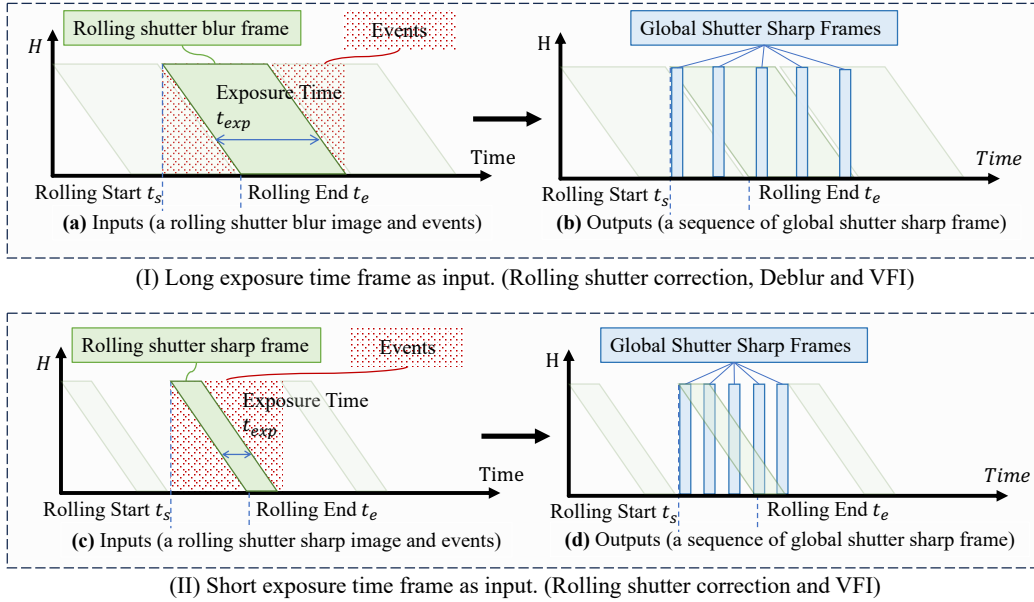 H
Rolling shutter blur frame
Events
Exposure Time
t_exp
Time
Rolling Start t_s
Rolling End t_e
(a) Inputs (a rolling shutter blur image and events)
H
Global Shutter Sharp Frames
Time
Rolling Start t_s
Rolling End t_e
(b) Outputs (a sequence of global shutter sharp frame)
(I) Long exposure time frame as input. (Rolling shutter correction, Deblur and VFI)
H
Rolling shutter sharp frame
Events
Exposure Time
t_exp
Time
Rolling Start t_s
Rolling End t_e
(c) Inputs (a rolling shutter sharp image and events)
H
Global Shutter Sharp Frames
Time
Rolling Start t_s
Rolling End t_e
(d) Outputs (a sequence of global shutter sharp frame)
(II) Short exposure time frame as input. (Rolling shutter correction and VFI)